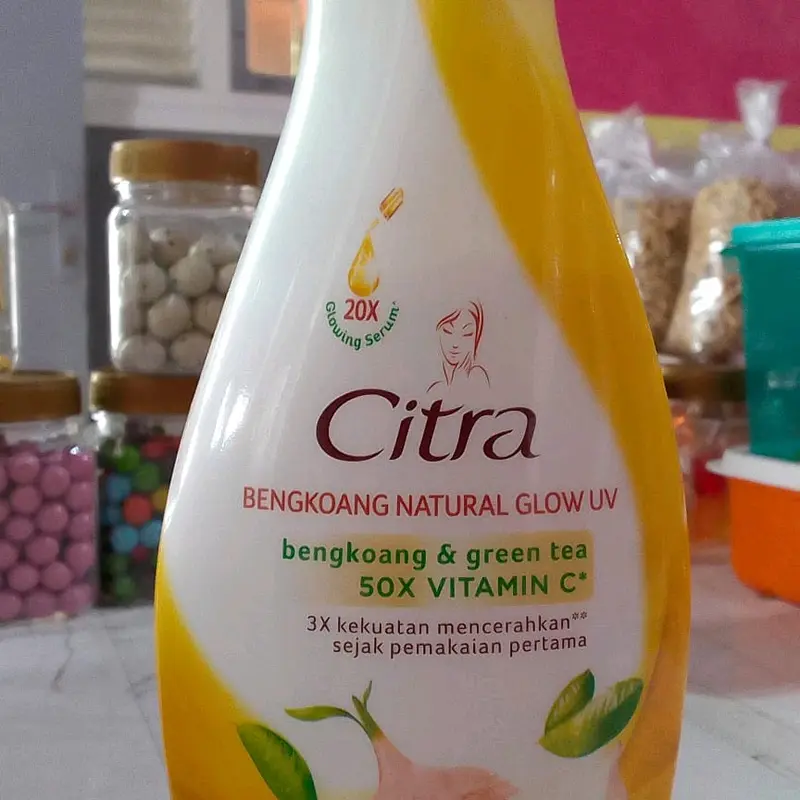 20X
Glowing Serum^
Citra
BENGKOANG NATURAL GLOW UV
bengkoang & green tea
50X VITAMIN C*
3X kekuatan mencerahkan**
sejak pemakaian pertama